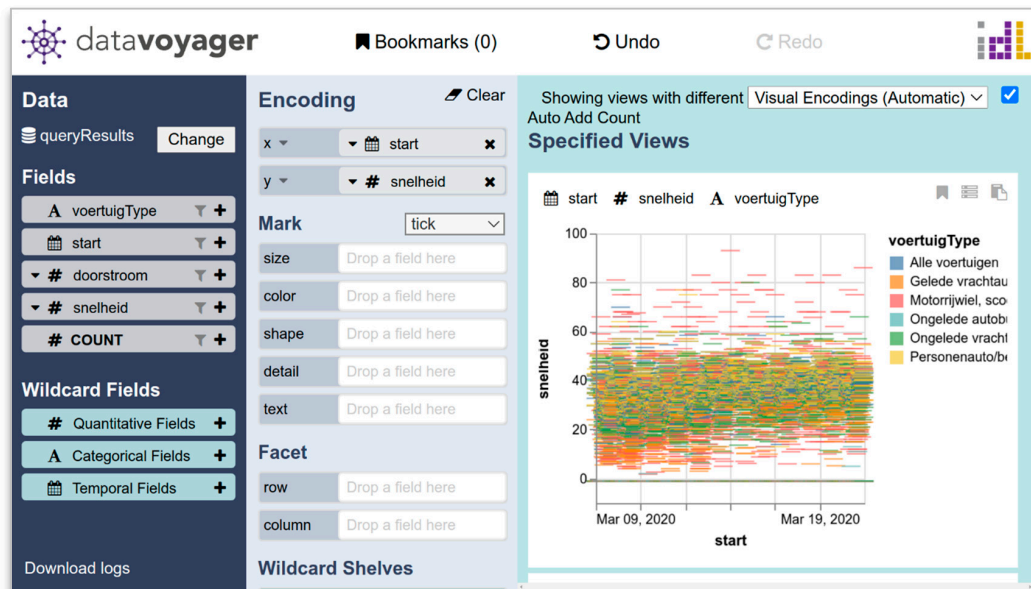 datavoyager
Bookmarks (0)
Undo
Redo
idl
Data
queryResults
Change
Fields
A voertuigType
start
# doorstroom
# snelheid
# COUNT
Wildcard Fields
# Quantitative Fields
A Categorical Fields
Temporal Fields
Download logs
Encoding
Clear
x
start
y
# snelheid
Mark
tick
size
Drop a field here
color
Drop a field here
shape
Drop a field here
detail
Drop a field here
text
Drop a field here
Facet
row
Drop a field here
column
Drop a field here
Wildcard Shelves
Showing views with different Visual Encodings (Automatic)
Auto Add Count
Specified Views
start # snelheid A voertuigType
100
80
60
40
20
0
snelheid
Mar 09, 2020
Mar 19, 2020
start
voertuigType
Alle voertuigen
Gelede vrachtau
Motorrijwiel, sco
Ongelede autobu
Ongelede vracht
Personenauto/be